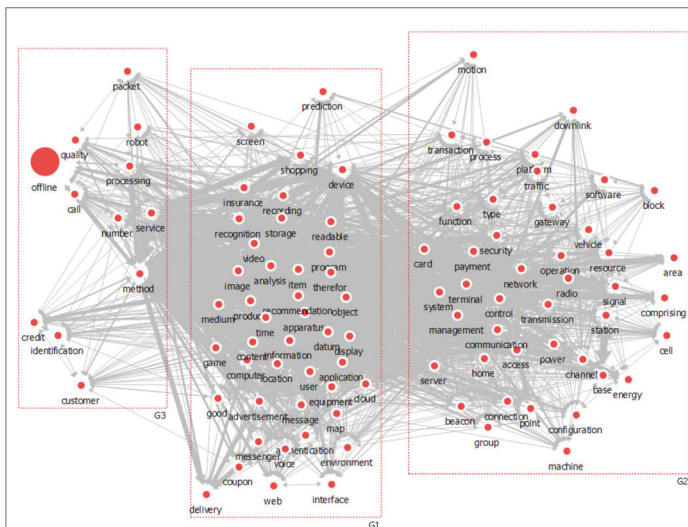 motion
packet
prediction
downlink
screen
robot
quality
transaction
process
shopping
platform
traffic
processing
device
offline
software
block
call
insurance
recording
function
type
gateway
number
service
recognition
storage
readable
vehicle
video
security
card
payment
operation
resource
area
program
method
image
analysis
item
therefor
network
radio
terminal
system
signal
comprising
medium
recommendation
object
control
transmission
time
apparatus
management
station
credit
identification
communication
cell
content
information
datum
display
game
computer
location
application
server
home
access
power
channel
base
energy
customer
user
equipment
cloud
G3
good
advertisement
message
map
beacon
connection
point
configuration
group
messenger
voice
environment
machine
coupon
web
interface
delivery
G2
G1